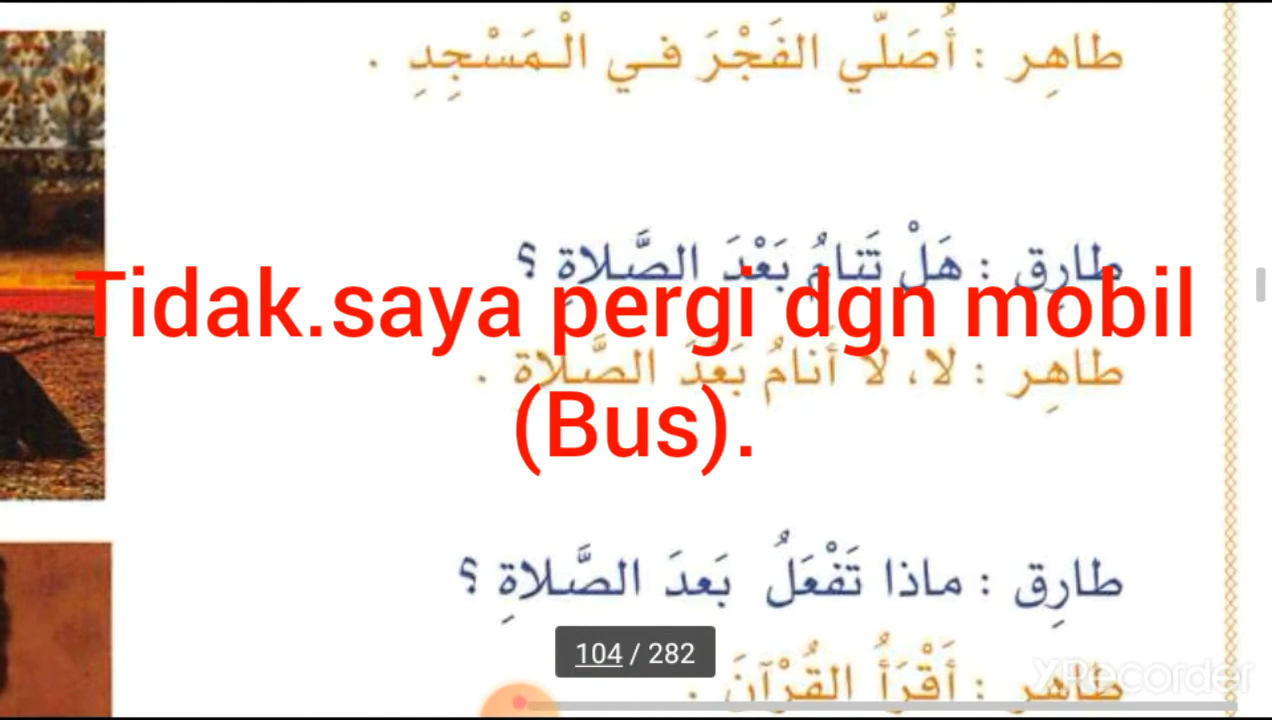 طاهِر : أُصَلّي الفَجْرَ في الْمَسْجِدِ .
طارِق : هَلْ تَنامُ بَعْدَ الصَّلاةِ ؟
Tidak.saya pergi dgn mobil
طاهِر : لا، لا أَنامُ بَعدَ الصَّلاةِ .
(Bus).
طارِق : ماذا تَفْعَلُ بَعدَ الصَّلاةِ ؟
104 / 282
طاهِر : أَقْرَأُ القُرْآنَ .
XRecorder